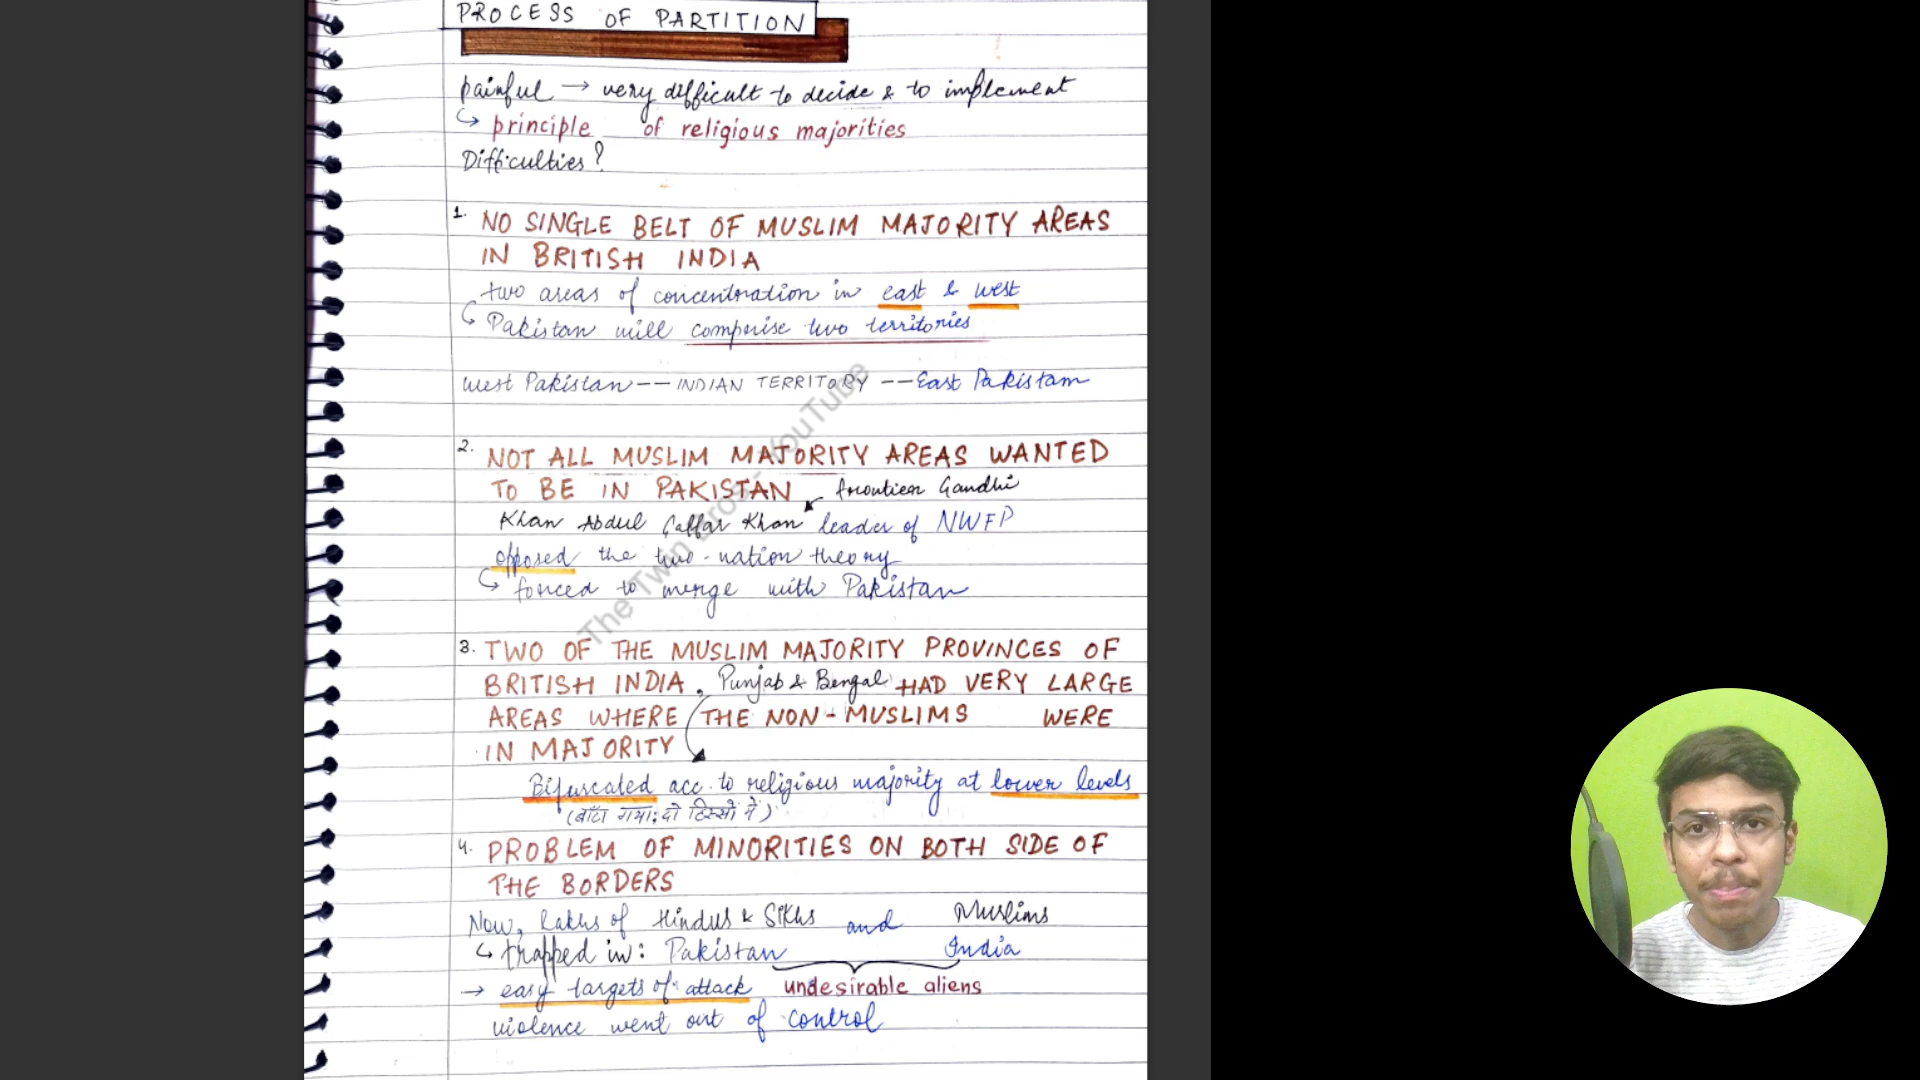 PROCESS OF PARTITION
painful → very difficult to decide & to implement
↳ principle of religious majorities
Difficulties?
1. NO SINGLE BELT OF MUSLIM MAJORITY AREAS
IN BRITISH INDIA
two areas of concentration in east & west
↳ Pakistan will comprise two territories
West Pakistan -- INDIAN TERRITORY -- East Pakistan
2. NOT ALL MUSLIM MAJORITY AREAS WANTED
TO BE IN PAKISTAN frontier Gandhi
Khan Abdul Gaffar Khan leader of NWFP
opposed the two-nation theory
↳ forced to merge with Pakistan
3. TWO OF THE MUSLIM MAJORITY PROVINCES OF
BRITISH INDIA, Punjab & Bengal HAD VERY LARGE
AREAS WHERE THE NON-MUSLIMS WERE
IN MAJORITY
Bifurcated acc. to religious majority at lower levels
(बाँटा गया; दो हिस्सों में)
4. PROBLEM OF MINORITIES ON BOTH SIDE OF
THE BORDERS
Now, lakhs of Hindus & Sikhs and Muslims
↳ trapped in: Pakistan India
→ easy targets of attack undesirable aliens
violence went out of control
The Twin Bros - YouTube